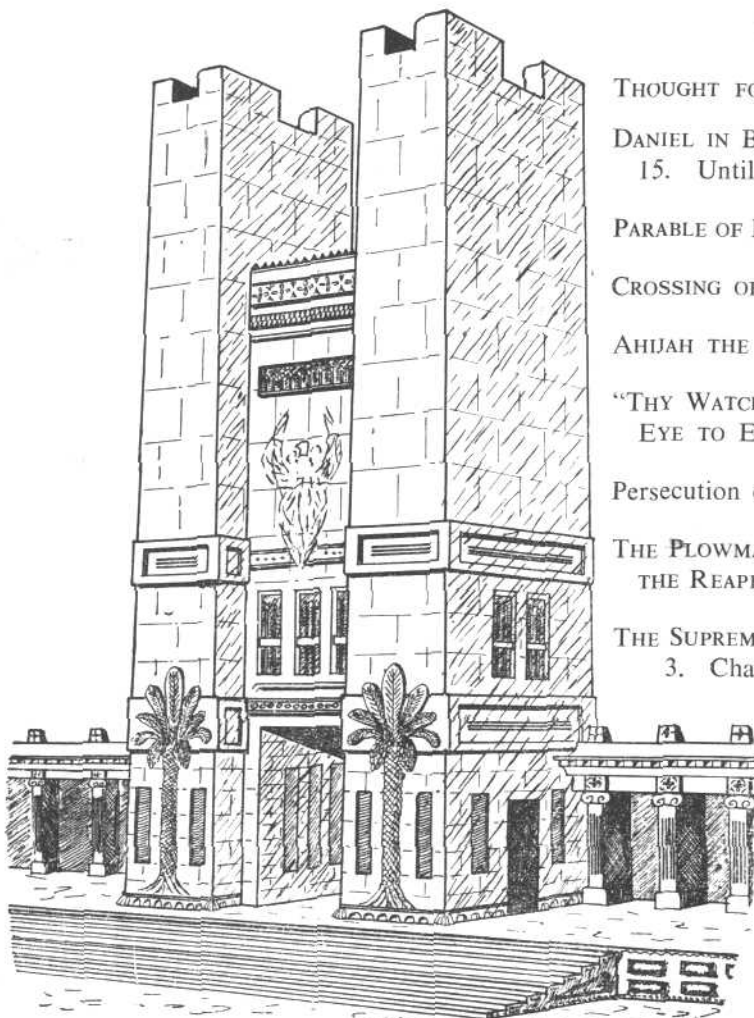 THOUGHT FO
DANIEL IN B
15. Until
PARABLE OF
CROSSING OF
AHIJAH THE
"THY WATCH
EYE TO E
Persecution
THE PLOWMA
THE REAPE
THE SUPREM
3. Cha